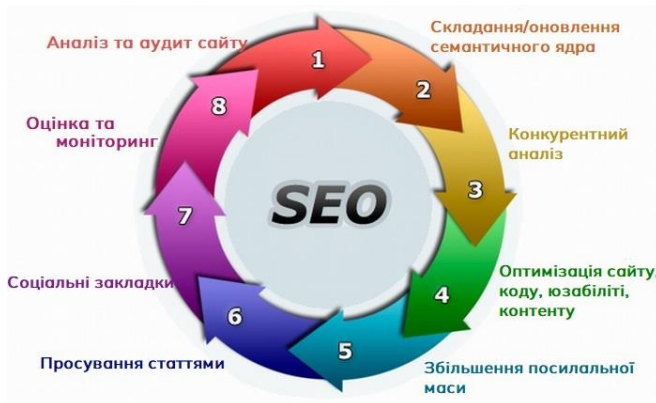 Аналіз та аудит сайту
1
Складання/оновлення
семантичного ядра
2
Конкурентний
аналіз
3
Оптимізація сайту,
коду, юзабіліті,
контенту
4
Збільшення посилальної
маси
5
Просування статтями
6
Соціальні закладки
7
Оцінка та
моніторинг
8
SEO